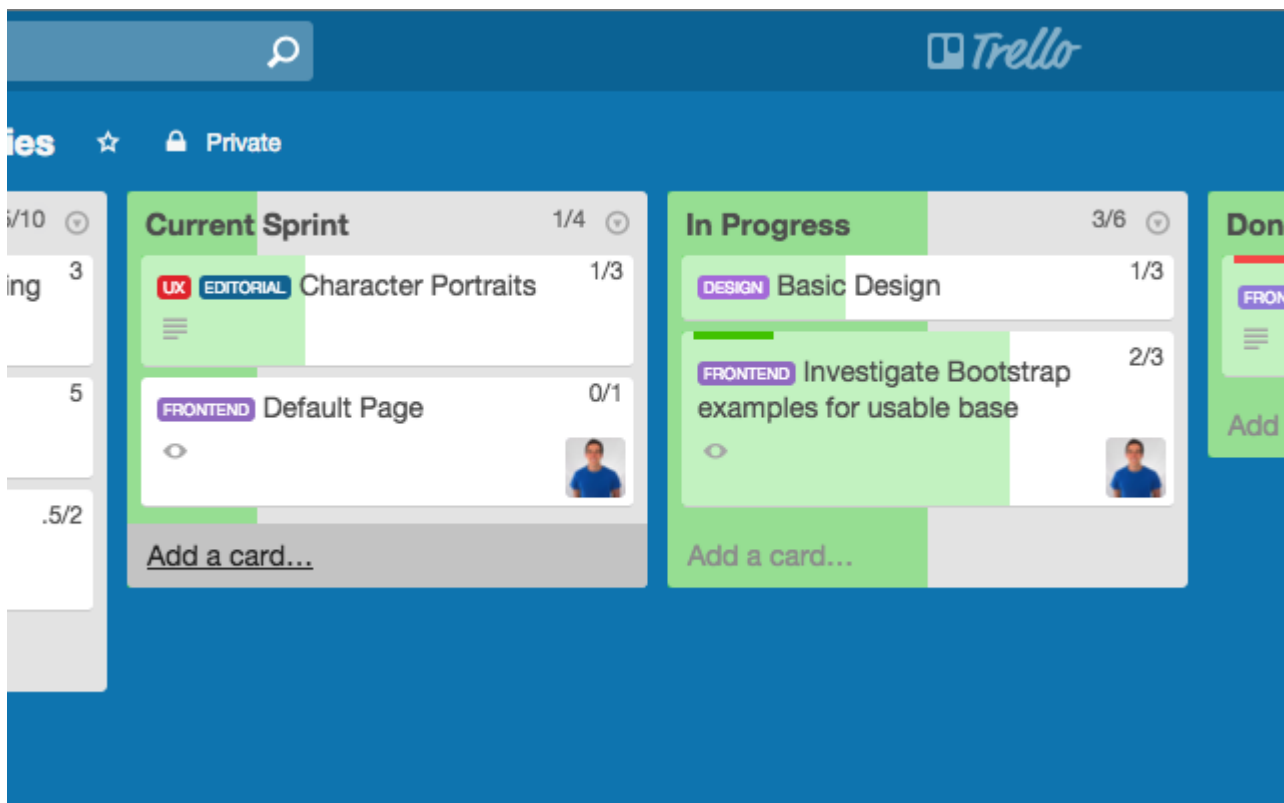 Trello
ies Private
/10
ing 3
5
.5/2
Current Sprint 1/4
UX EDITORIAL Character Portraits 1/3
FRONTEND Default Page 0/1
Add a card…
In Progress 3/6
DESIGN Basic Design 1/3
FRONTEND Investigate Bootstrap 2/3
examples for usable base
Add a card…
Don
FRON
Add